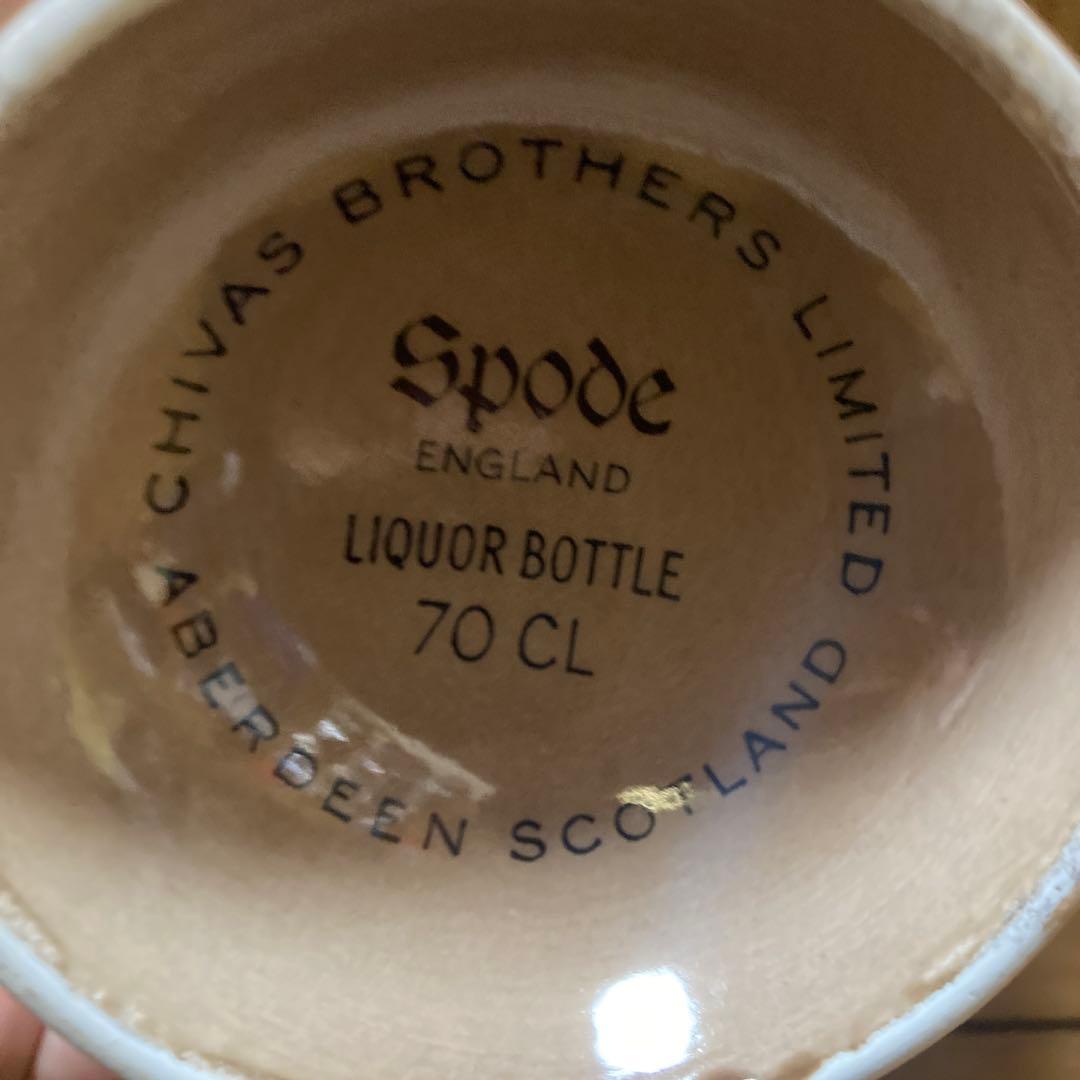 CHIVAS BROTHERS LIMITED
Spode
ENGLAND
LIQUOR BOTTLE
70 CL
ABERDEEN SCOTLAND